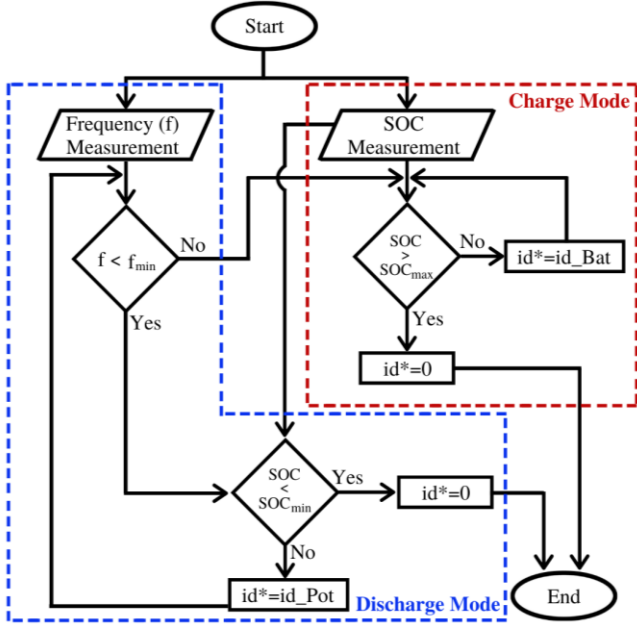 Start
Charge Mode
Frequency (f)
Measurement
SOC
Measurement
f < fmin
No
Yes
SOC
>
SOCmax
No
id*=id_Bat
Yes
id*=0
SOC
<
SOCmin
Yes
id*=0
No
id*=id_Pot
Discharge Mode
End